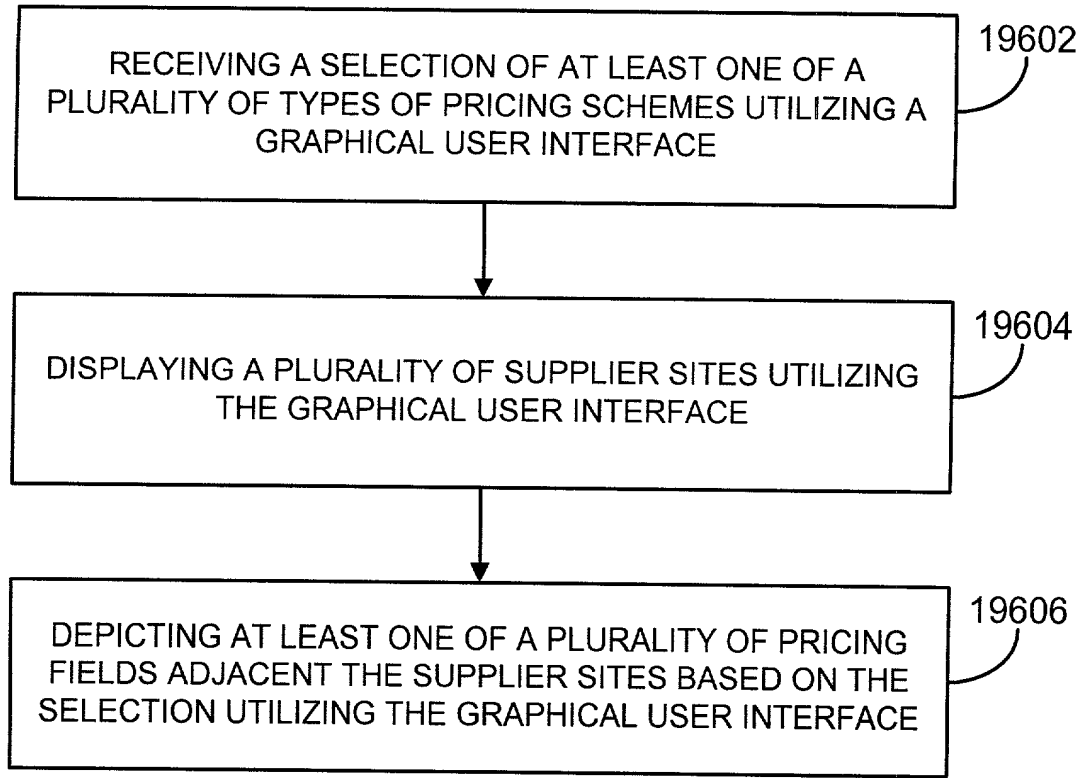 19602
RECEIVING A SELECTION OF AT LEAST ONE OF A
PLURALITY OF TYPES OF PRICING SCHEMES UTILIZING A
GRAPHICAL USER INTERFACE
19604
DISPLAYING A PLURALITY OF SUPPLIER SITES UTILIZING
THE GRAPHICAL USER INTERFACE
19606
DEPICTING AT LEAST ONE OF A PLURALITY OF PRICING
FIELDS ADJACENT THE SUPPLIER SITES BASED ON THE
SELECTION UTILIZING THE GRAPHICAL USER INTERFACE